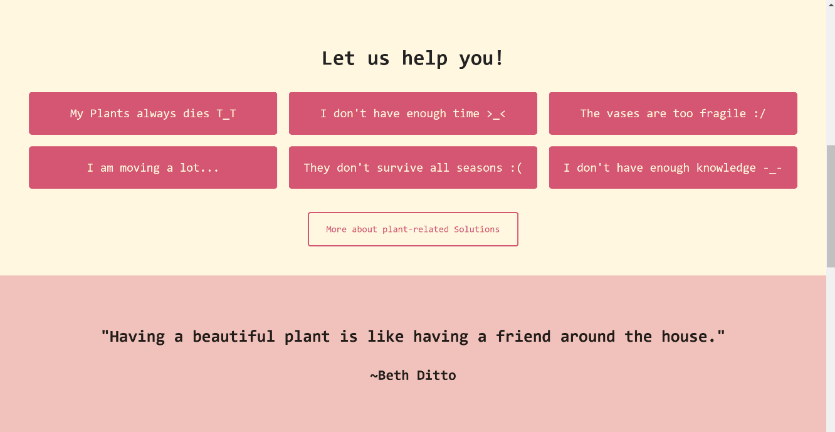 Let us help you!
My Plants always dies T_T
I don't have enough time >_<
The vases are too fragile :/
I am moving a lot...
They don't survive all seasons :(
I don't have enough knowledge -_-
More about plant-related Solutions
"Having a beautiful plant is like having a friend around the house."
~Beth Ditto